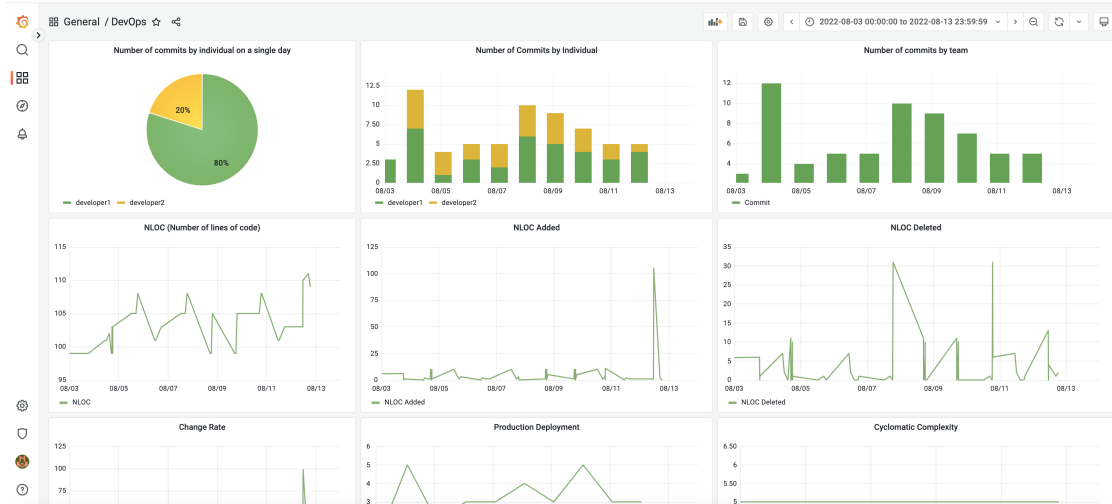 General / DevOps
2022-08-03 00:00:00 to 2022-08-13 23:59:59
Number of commits by individual on a single day
20%
80%
developer1 developer2
Number of Commits by Individual
12.5
10
7.50
5
2.50
0
08/03 08/05 08/07 08/09 08/11 08/13
developer1 developer2
Number of commits by team
12
10
8
6
4
08/03 08/05 08/07 08/09 08/11 08/13
Commit
NLOC (Number of lines of code)
115
110
105
100
95
08/03 08/05 08/07 08/09 08/11 08/13
NLOC
NLOC Added
125
100
75
50
25
0
08/03 08/05 08/07 08/09 08/11 08/13
NLOC Added
NLOC Deleted
35
30
25
20
15
10
5
0
08/03 08/05 08/07 08/09 08/11 08/13
NLOC Deleted
Change Rate
125
100
75
Production Deployment
6
5
4
3
Cyclomatic Complexity
6.50
6
5.50
5